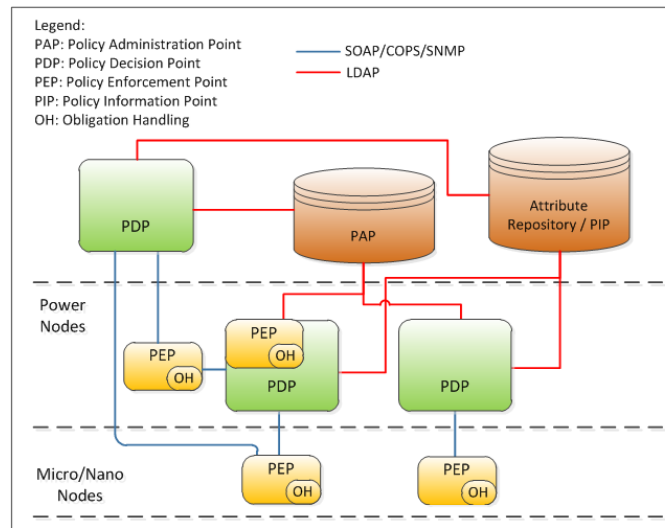 Legend:
PAP: Policy Administration Point
PDP: Policy Decision Point
PEP: Policy Enforcement Point
PIP: Policy Information Point
OH: Obligation Handling
SOAP/COPS/SNMP
LDAP
PDP
PAP
Attribute
Repository / PIP
Power
Nodes
PEP
OH
PEP
OH
PDP
PDP
Micro/Nano
Nodes
PEP
OH
PEP
OH